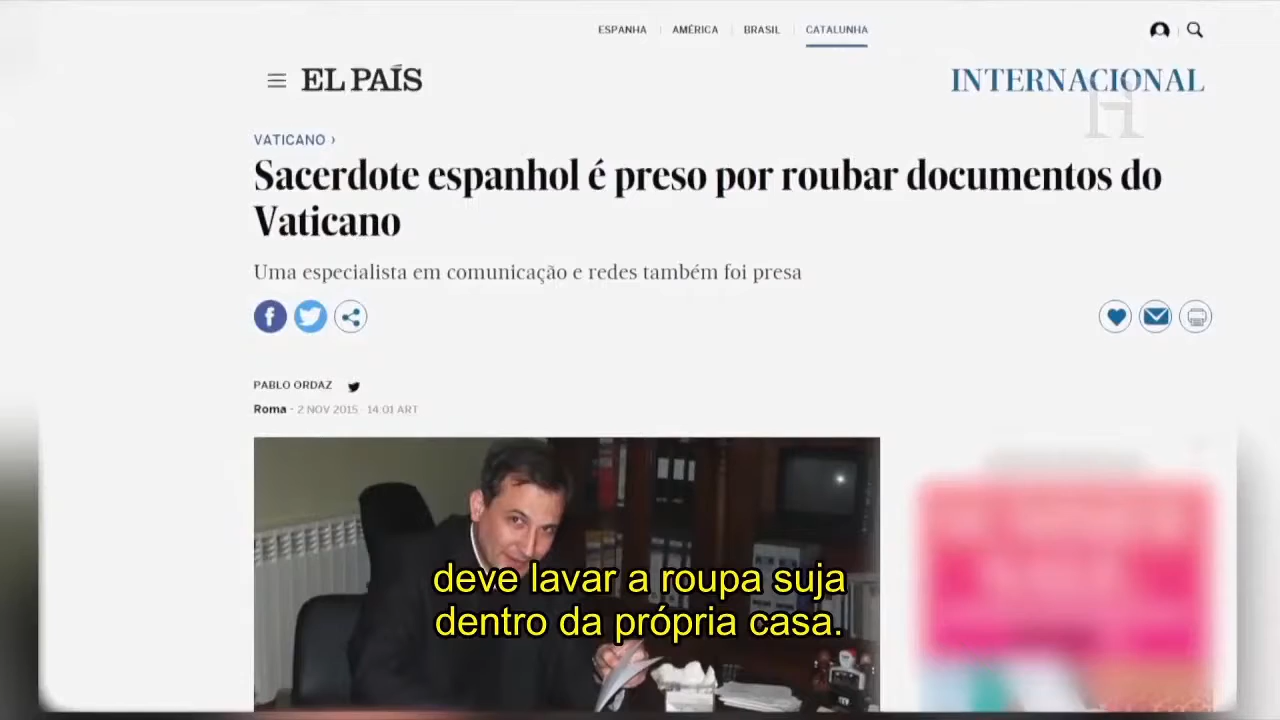 ESPANHA AMÉRICA BRASIL CATALUNHA
EL PAÍS
INTERNACIONAL
H
VATICANO ›
Sacerdote espanhol é preso por roubar documentos do
Vaticano
Uma especialista em comunicação e redes também foi presa
PABLO ORDAZ
Roma - 2 NOV 2015 - 14:01 ART
deve lavar a roupa suja
dentro da própria casa.